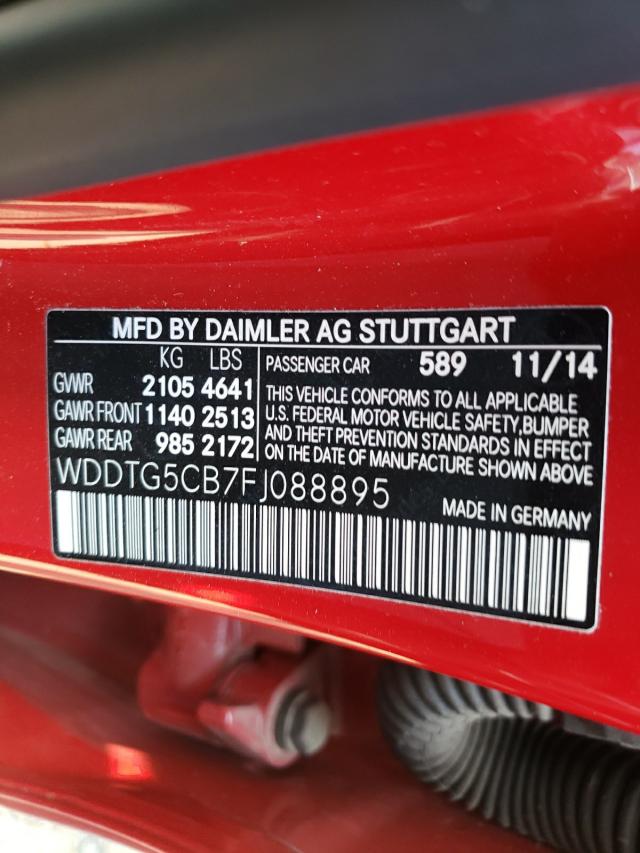 MFD BY DAIMLER AG STUTTGART
KG LBS
GVWR 2105 4641
GAWR FRONT 1140 2513
GAWR REAR 985 2172
PASSENGER CAR 589 11/14
THIS VEHICLE CONFORMS TO ALL APPLICABLE
U.S. FEDERAL MOTOR VEHICLE SAFETY, BUMPER
AND THEFT PREVENTION STANDARDS IN EFFECT
ON THE DATE OF MANUFACTURE SHOWN ABOVE
WDDTG5CB7FJ088895
MADE IN GERMANY